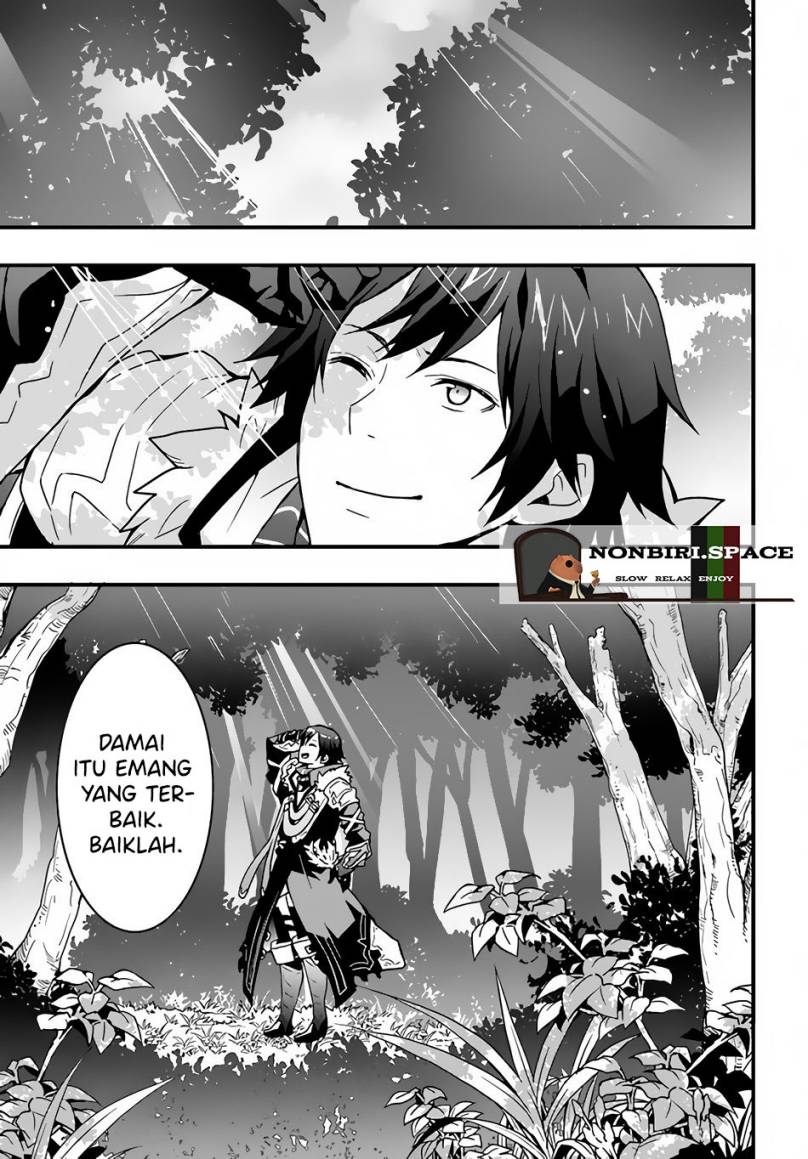 NONBIRI.SPACE
SLOW RELAX ENJOY
DAMAI
ITU EMANG
YANG TER-
BAIK.
BAIKLAH.